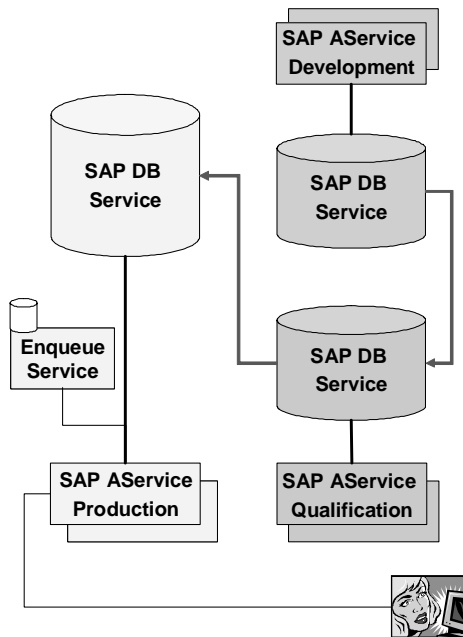 SAP AService
Development
SAP DB
Service
SAP DB
Service
SAP DB
Service
Enqueue
Service
SAP AService
Production
SAP AService
Qualification